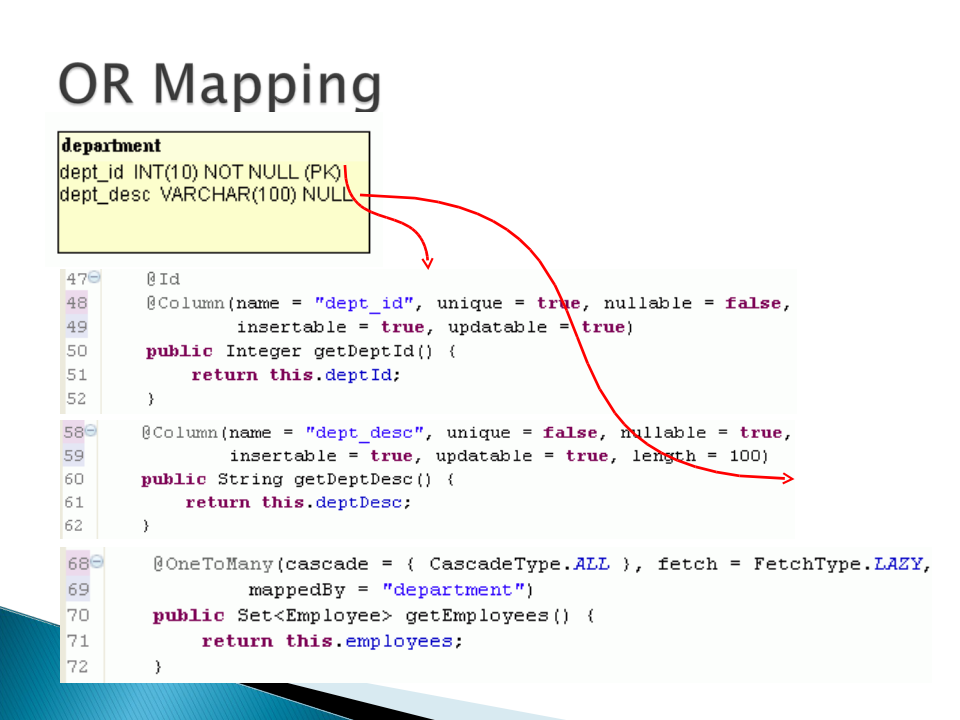 OR Mapping
department
dept_id INT(10) NOT NULL (PK)
dept_desc VARCHAR(100) NULL
47 @Id
48 @Column(name = "dept_id", unique = true, nullable = false,
49 insertable = true, updatable = true)
50 public Integer getDeptId() {
51 return this.deptId;
52 }
58 @Column(name = "dept_desc", unique = false, nullable = true,
59 insertable = true, updatable = true, length = 100)
60 public String getDeptDesc() {
61 return this.deptDesc;
62 }
68 @OneToMany(cascade = { CascadeType.ALL }, fetch = FetchType.LAZY,
69 mappedBy = "department")
70 public Set<Employee> getEmployees() {
71 return this.employees;
72 }